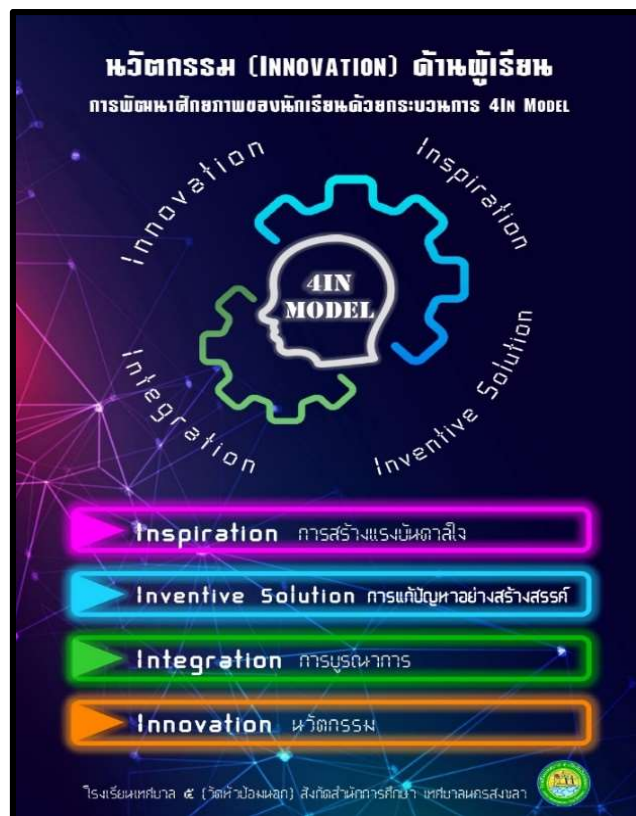 นวัตกรรม (INNOVATION) ด้านผู้เรียน
การพัฒนาศักยภาพของนักเรียนด้วยกระบวนการ 4IN MODEL
Innovation
Inspiration
4IN
MODEL
Integration
Inventive Solution
Inspiration การสร้างแรงบันดาลใจ
Inventive Solution การแก้ปัญหาอย่างสร้างสรรค์
Integration การบูรณาการ
Innovation นวัตกรรม
โรงเรียนเทศบาล ๕ (วัดหัวป้อมนอก) สังกัดสำนักการศึกษา เทศบาลนครสงขลา